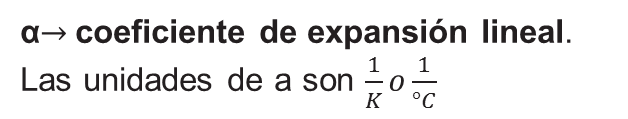 α→ coeficiente de expansión lineal.
Las unidades de a son 1/K o 1/°C